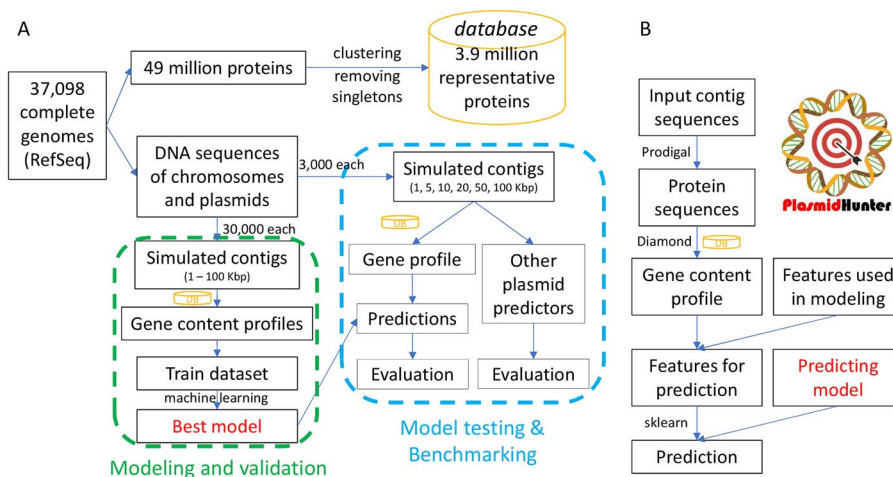 A
37,098
complete
genomes
(RefSeq)
49 million proteins
clustering
removing
singletons
database
3.9 million
representative
proteins
DNA sequences
of chromosomes
and plasmids
3,000 each
30,000 each
Simulated contigs
(1 – 100 Kbp)
DB
Gene content profiles
Train dataset
machine learning
Best model
Modeling and validation
Simulated contigs
(1, 5, 10, 20, 50, 100 Kbp)
DB
Gene profile
Predictions
Evaluation
Other
plasmid
predictors
Evaluation
Model testing &
Benchmarking
B
Input contig
sequences
Prodigal
Protein
sequences
Diamond
DB
Gene content
profile
Features used
in modeling
Features for
prediction
Predicting
model
sklearn
Prediction
PlasmidHunter